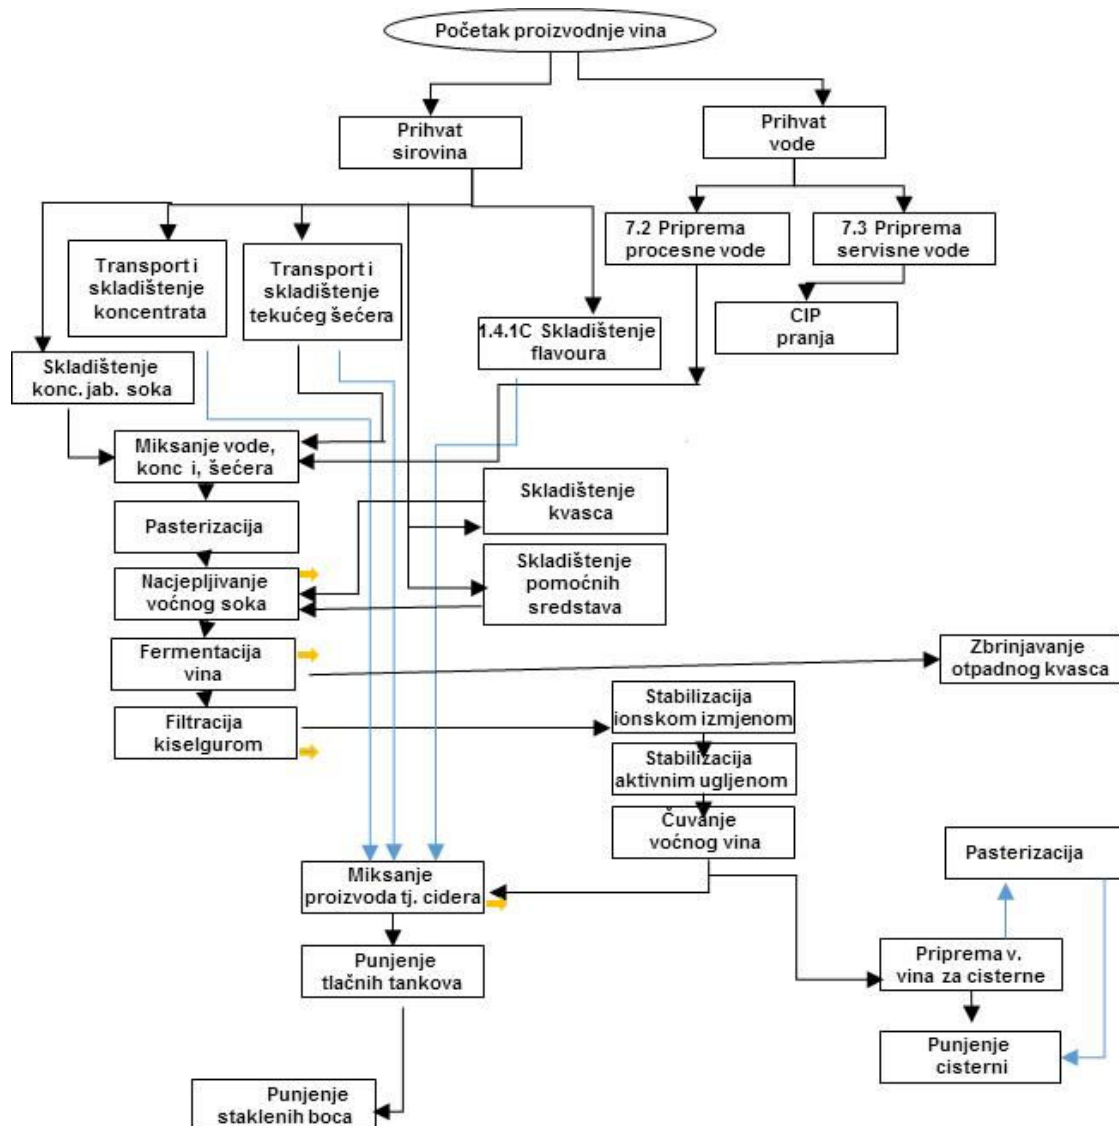 Početak proizvodnje vina
Prihvat
sirovina
Prihvat
vode
7.2 Priprema
procesne vode
7.3 Priprema
servisne vode
Transport i
skladištenje
koncentrata
Transport i
skladištenje
tekućeg šećera
CIP
pranja
1.4.1C Skladištenje
flavoura
Skladištenje
konc. jab. soka
Miksanje vode,
konc i, šećera
Skladištenje
kvasca
Pasterizacija
Skladištenje
pomoćnih
sredstava
Nacjepljivanje
voćnog soka
Fermentacija
vina
Zbrinjavanje
otpadnog kvasca
Stabilizacija
ionskom izmjenom
Filtracija
kiselgurom
Stabilizacija
aktivnim ugljenom
Čuvanje
voćnog vina
Pasterizacija
Miksanje
proizvoda tj. cidera
Priprema v.
vina za cisterne
Punjenje
tlačnih tankova
Punjenje
cisterni
Punjenje
staklenih boca